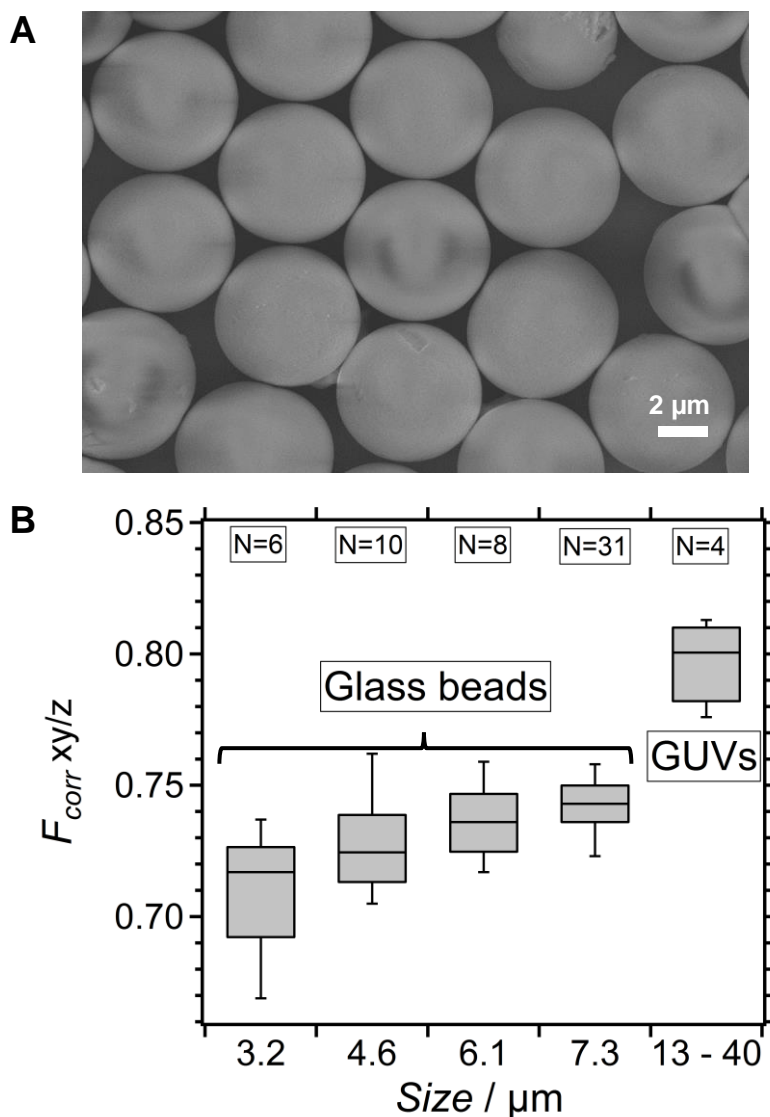 A
2 µm
B
0.85
N=6 N=10 N=8 N=31 N=4
0.80
Glass beads
GUVs
0.75
0.70
F_corr xy/z
3.2 4.6 6.1 7.3 13 - 40
Size / µm